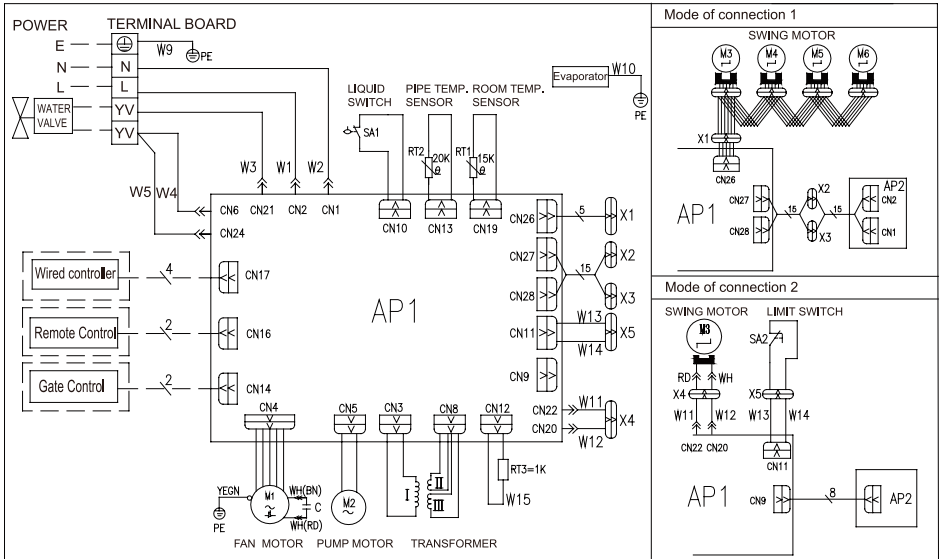 POWER
TERMINAL BOARD
E
W9
PE
N
N
L
L
WATER
VALVE
YV
YV
W5
W4
W3
W1
W2
LIQUID
SWITCH
SA1
PIPE TEMP.
SENSOR
RT2
20K
θ
ROOM TEMP.
SENSOR
RT1
15K
θ
Evaporator
W10
PE
CN6
CN21
CN2
CN1
CN10
CN13
CN19
CN24
CN26
5
X1
CN27
X2
15
CN28
X3
CN11
W13
X5
W14
CN9
CN22
W11
X4
CN20
W12
AP1
Wired controller
4
CN17
Remote Control
2
CN16
Gate Control
2
CN14
CN4
CN5
CN3
CN8
CN12
YEGN
PE
M1
~
WH(BN)
C
WH(RD)
M2
~
I
II
III
RT3=1K
W15
FAN MOTOR
PUMP MOTOR
TRANSFORMER
Mode of connection 1
SWING MOTOR
M3
M4
M5
M6
X1
CN26
AP1
CN27
CN28
15
X2
X3
15
AP2
CN2
CN1
Mode of connection 2
SWING MOTOR
LIMIT SWITCH
M3
SA2
RD
WH
X4
X5
W11
W12
W13
W14
CN22
CN20
CN11
AP1
CN9
8
AP2